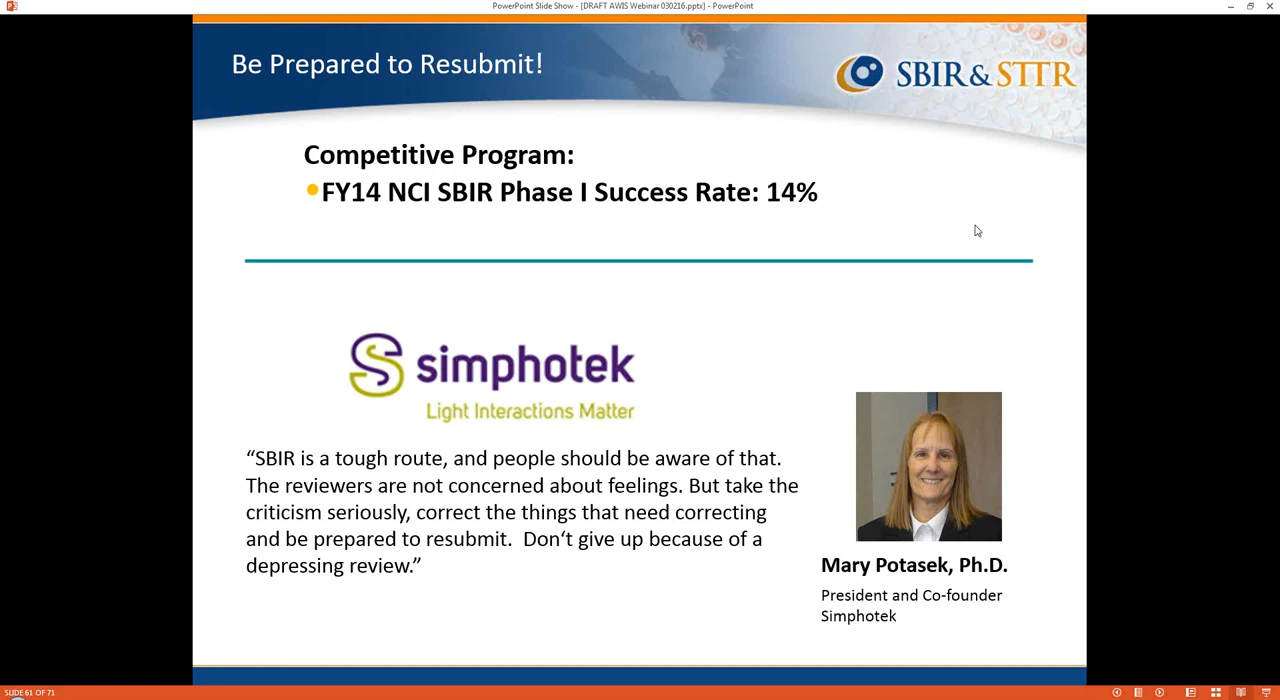 PowerPoint Slide Show - [DRAFT AWIS Webinar 030216.pptx] - PowerPoint
Be Prepared to Resubmit!
SBIR & STTR
Competitive Program:
•FY14 NCI SBIR Phase I Success Rate: 14%
simphotek
Light Interactions Matter
“SBIR is a tough route, and people should be aware of that.
The reviewers are not concerned about feelings. But take the
criticism seriously, correct the things that need correcting
and be prepared to resubmit.  Don‘t give up because of a
depressing review.”
Mary Potasek, Ph.D.
President and Co-founder
Simphotek
SLIDE 61 OF 71